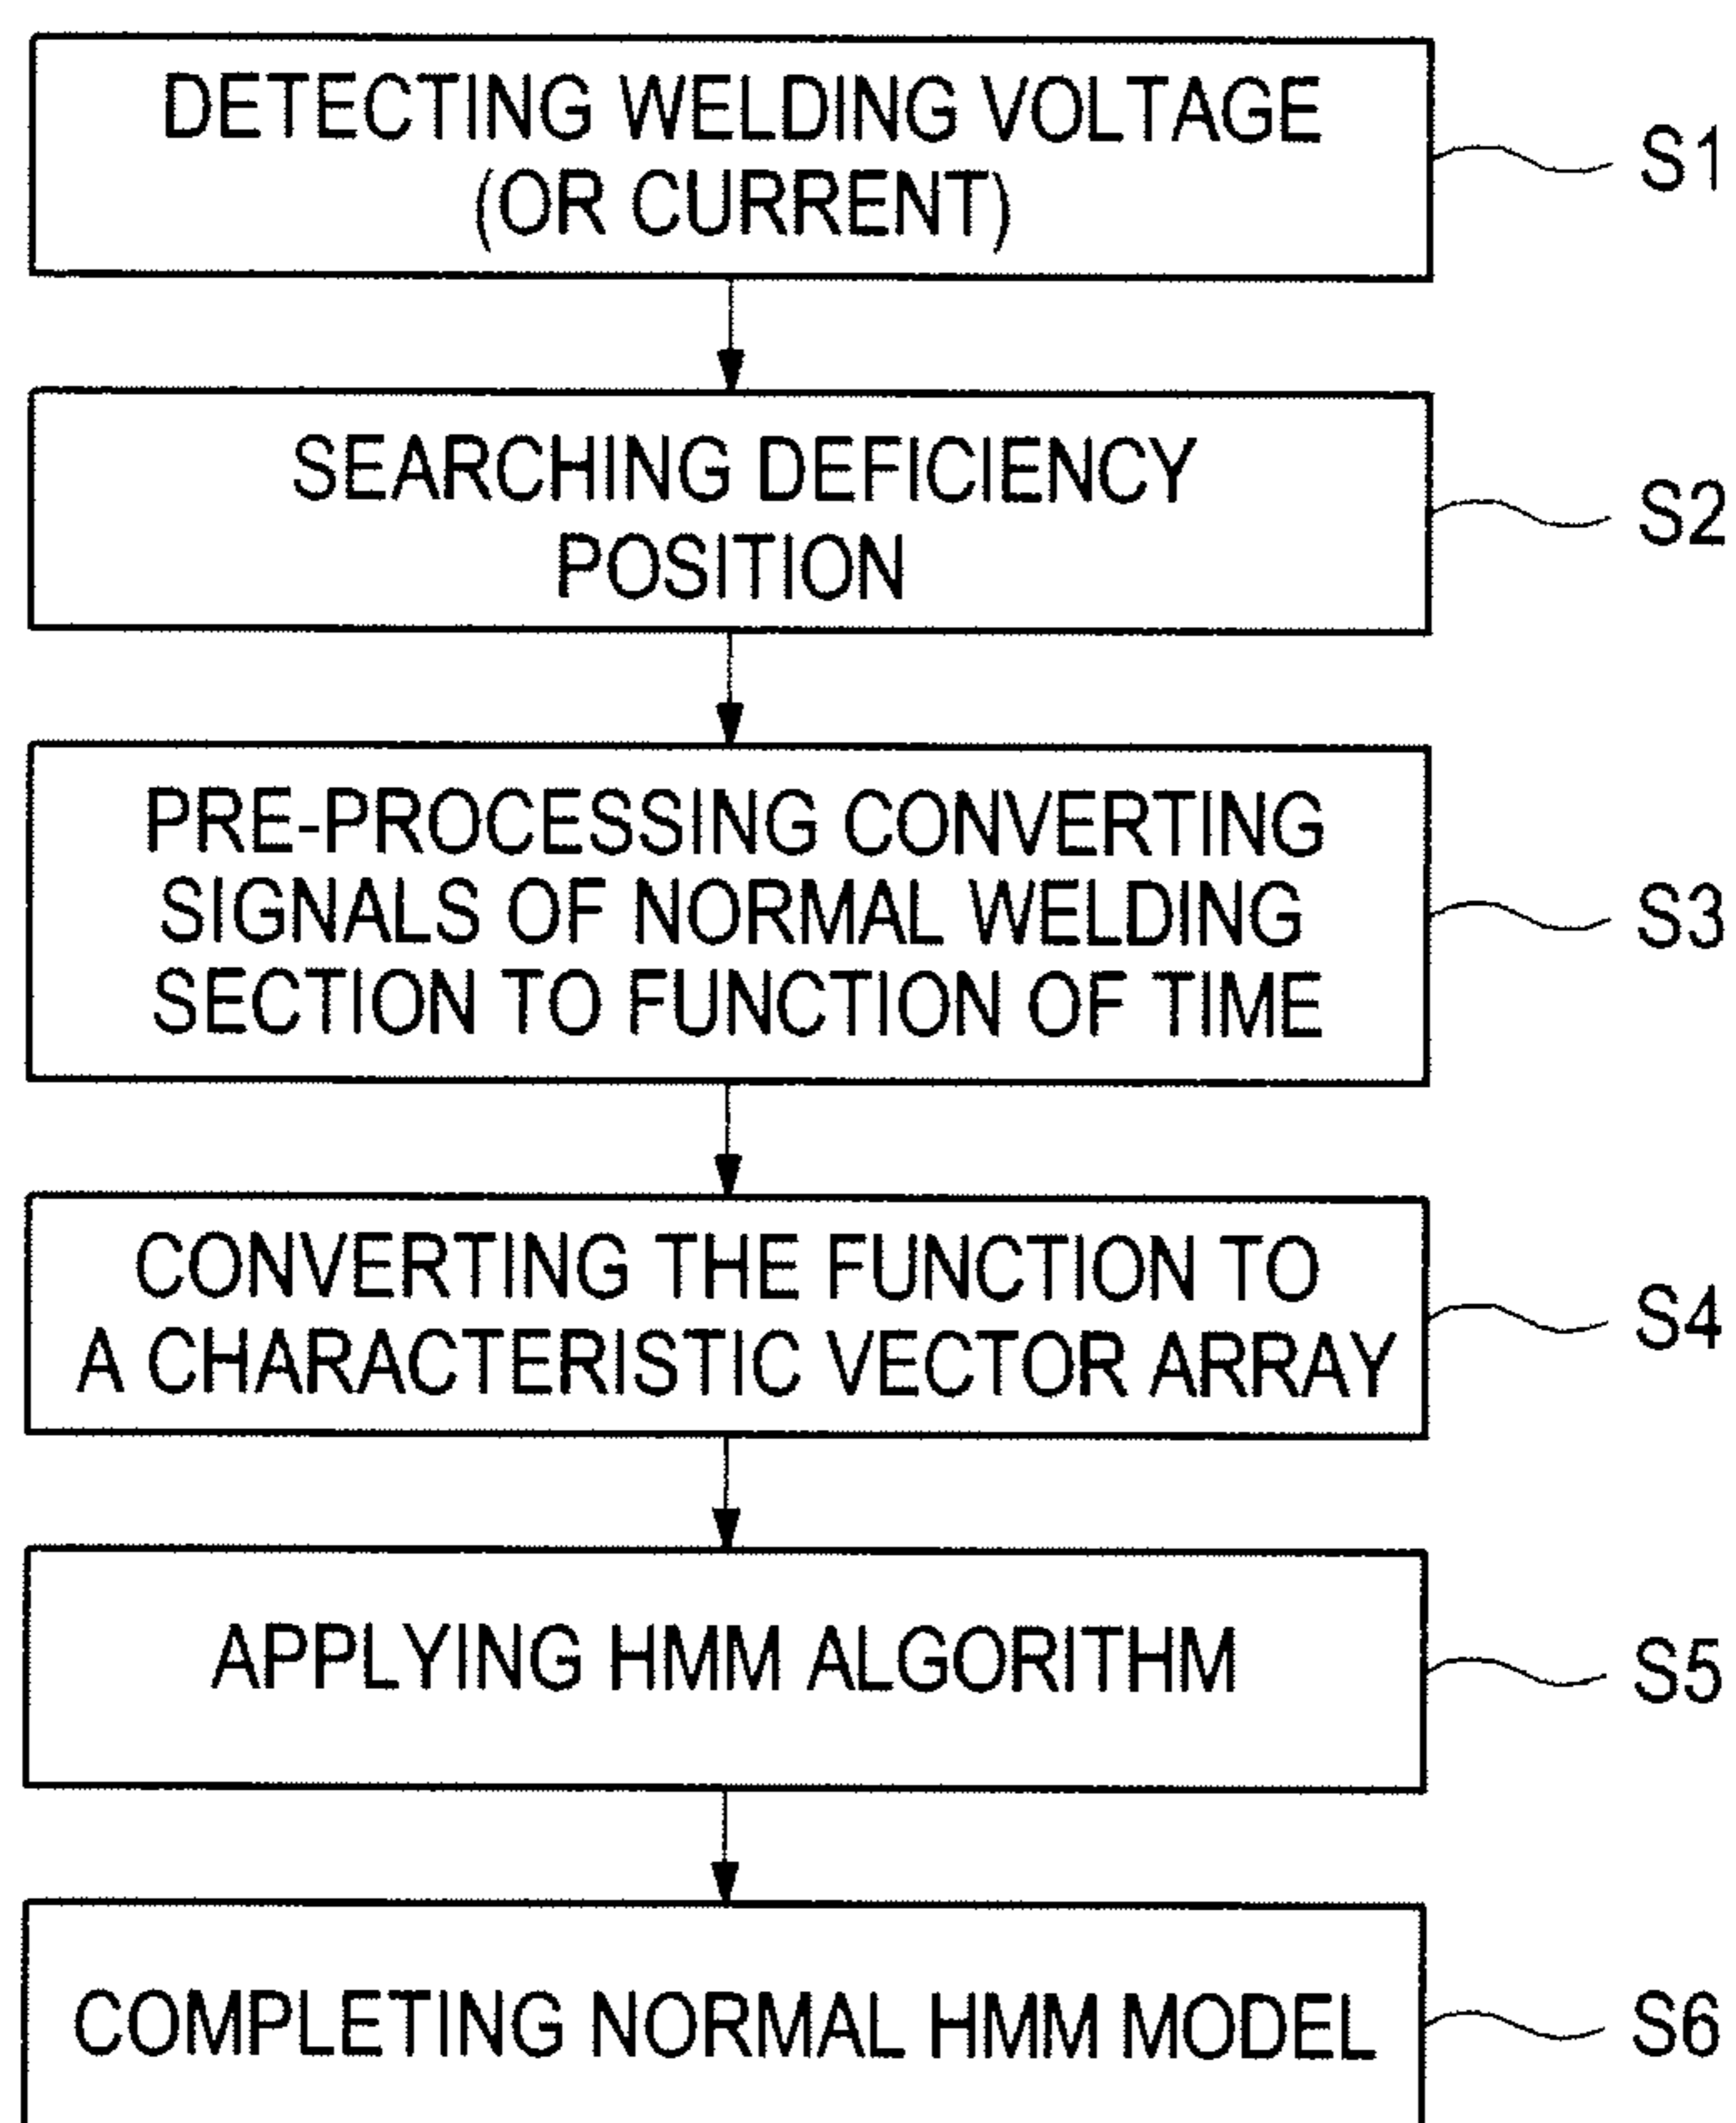 DETECTING WELDING VOLTAGE
(OR CURRENT)
S1
SEARCHING DEFICIENCY
POSITION
S2
PRE-PROCESSING CONVERTING
SIGNALS OF NORMAL WELDING
SECTION TO FUNCTION OF TIME
S3
CONVERTING THE FUNCTION TO
A CHARACTERISTIC VECTOR ARRAY
S4
APPLYING HMM ALGORITHM
S5
COMPLETING NORMAL HMM MODEL
S6